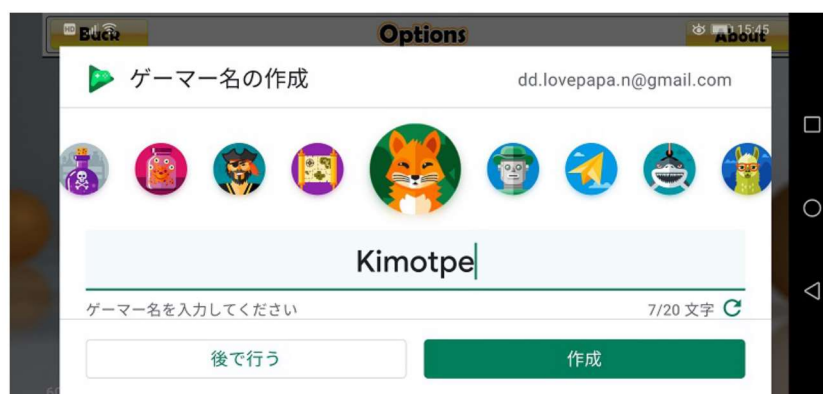 HD
15:45
Back
Options
About
ゲーマー名の作成
dd.lovepapa.n@gmail.com
Kimotpe
ゲーマー名を入力してください
7/20 文字
後で行う
作成